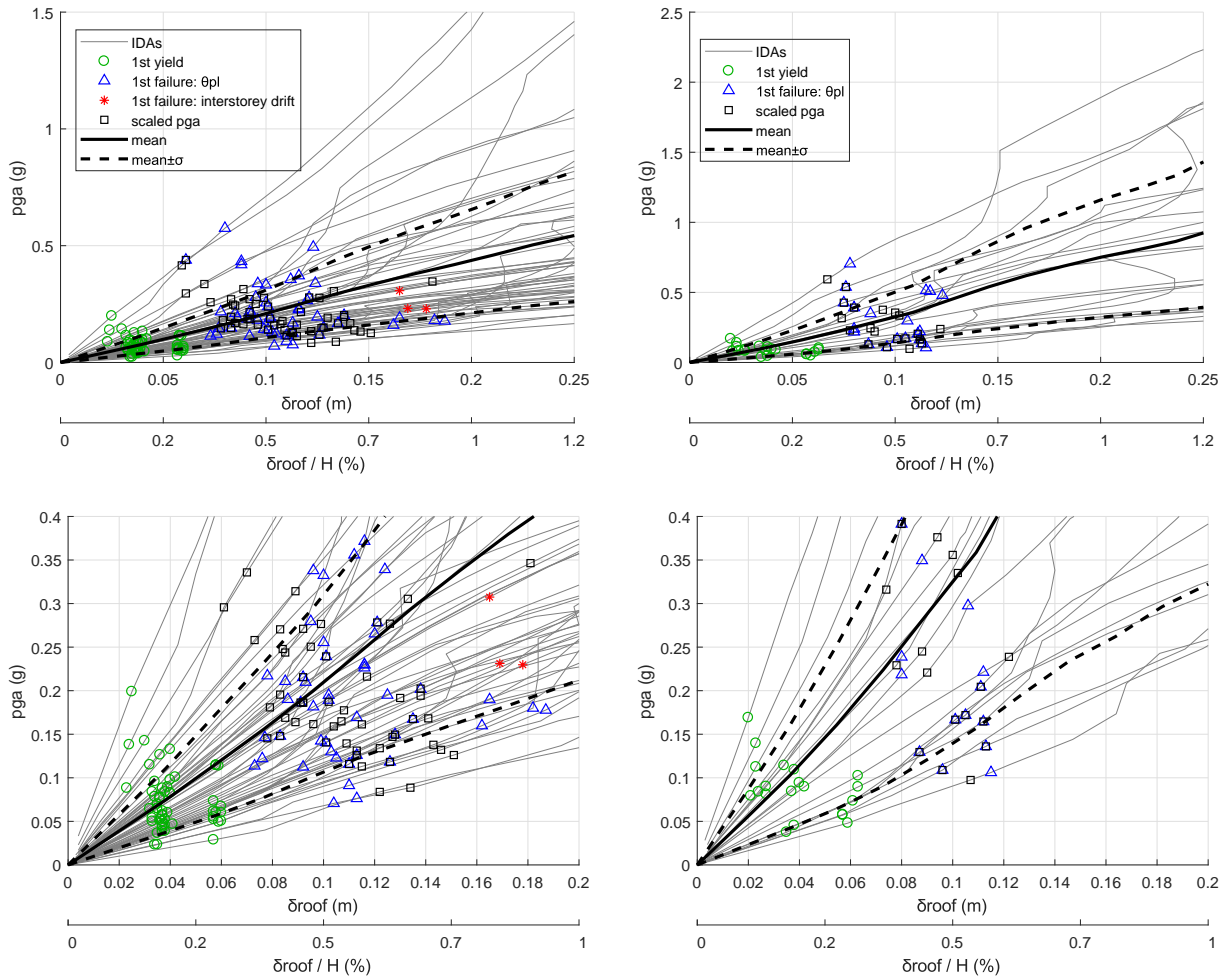 1.5
1
0.5
0
pga (g)
IDAs
1st yield
1st failure: θpl
1st failure: interstorey drift
scaled pga
mean
mean±σ
0 0.05 0.1 0.15 0.2 0.25
δroof (m)
0 0.2 0.5 0.7 1 1.2
δroof / H (%)
2.5
2
1.5
1
0.5
0
pga (g)
IDAs
1st yield
1st failure: θpl
scaled pga
mean
mean±σ
0 0.05 0.1 0.15 0.2 0.25
δroof (m)
0 0.2 0.5 0.7 1 1.2
δroof / H (%)
0.4
0.35
0.3
0.25
0.2
0.15
0.1
0.05
0
pga (g)
0 0.02 0.04 0.06 0.08 0.1 0.12 0.14 0.16 0.18 0.2
δroof (m)
0 0.2 0.5 0.7 1
δroof / H (%)
0.4
0.35
0.3
0.25
0.2
0.15
0.1
0.05
0
pga (g)
0 0.02 0.04 0.06 0.08 0.1 0.12 0.14 0.16 0.18 0.2
δroof (m)
0 0.2 0.5 0.7 1
δroof / H (%)